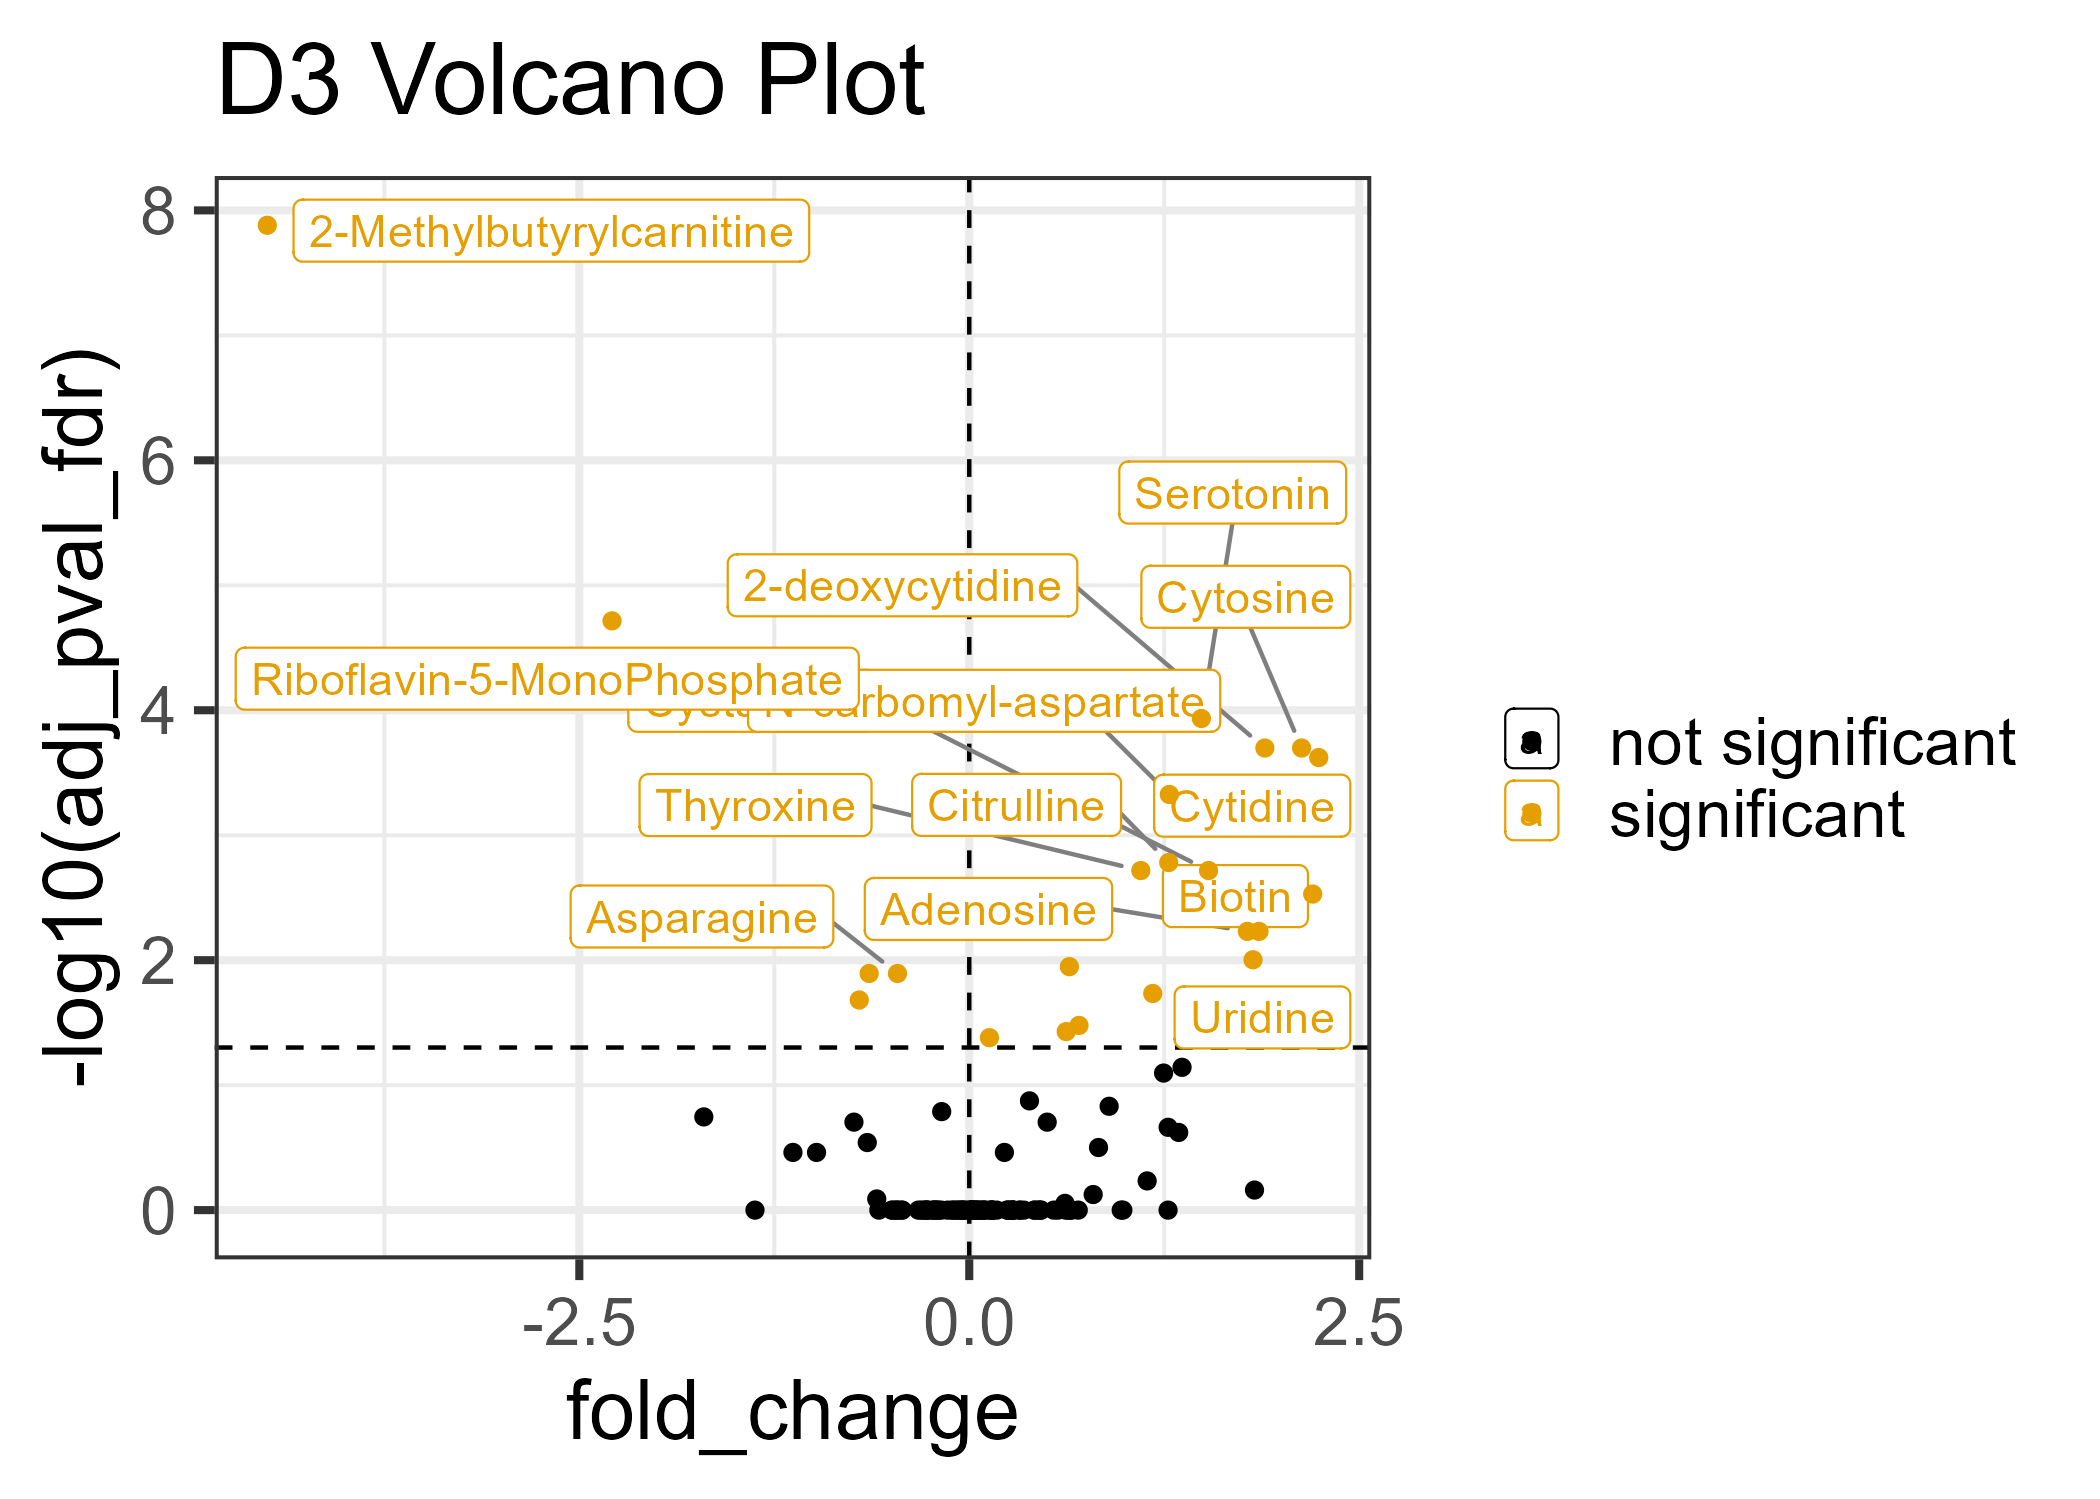 D3 Volcano Plot
-log10(adj_pval_fdr)
8
6
4
2
0
2-Methylbutyrylcarnitine
Serotonin
2-deoxycytidine
Cytosine
Riboflavin-5-MonoPhosphate
carbomyl-aspartate
Thyroxine
Citrulline
Cytidine
Biotin
Asparagine
Adenosine
Uridine
-2.5
0.0
2.5
fold_change
a not significant
a significant